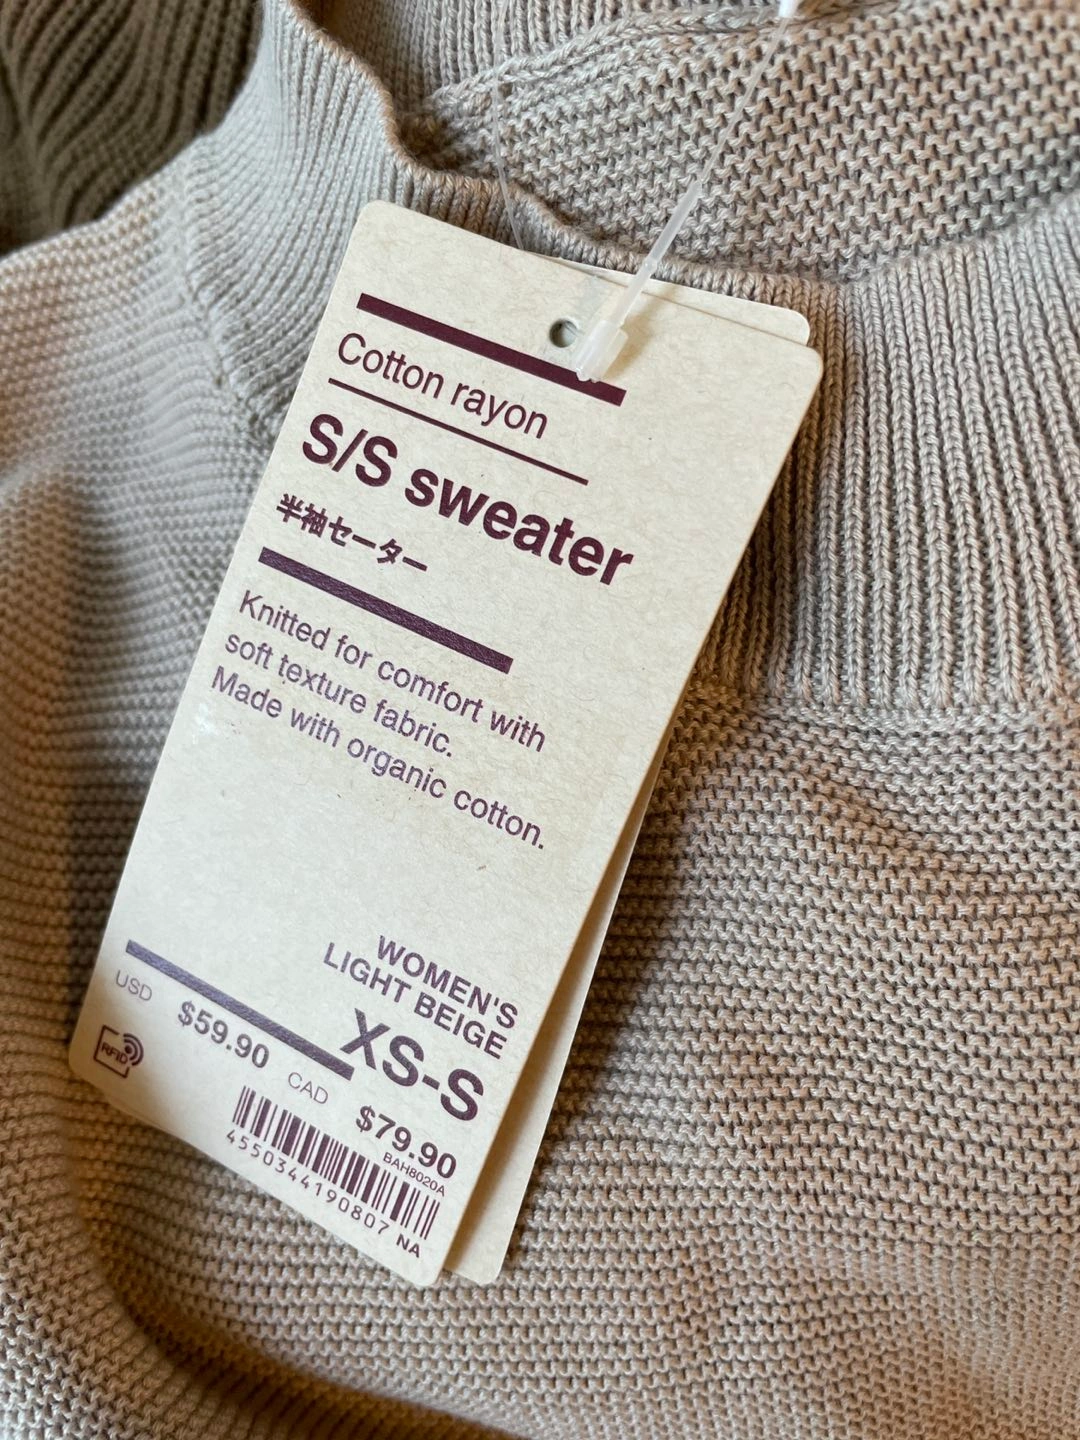 Cotton rayon
S/S sweater
半袖セーター
Knitted for comfort with
soft texture fabric.
Made with organic cotton.
WOMEN'S
LIGHT BEIGE
XS-S
USD $59.90
CAD $79.90
RFID
BAH8020A
4550344190807 NA